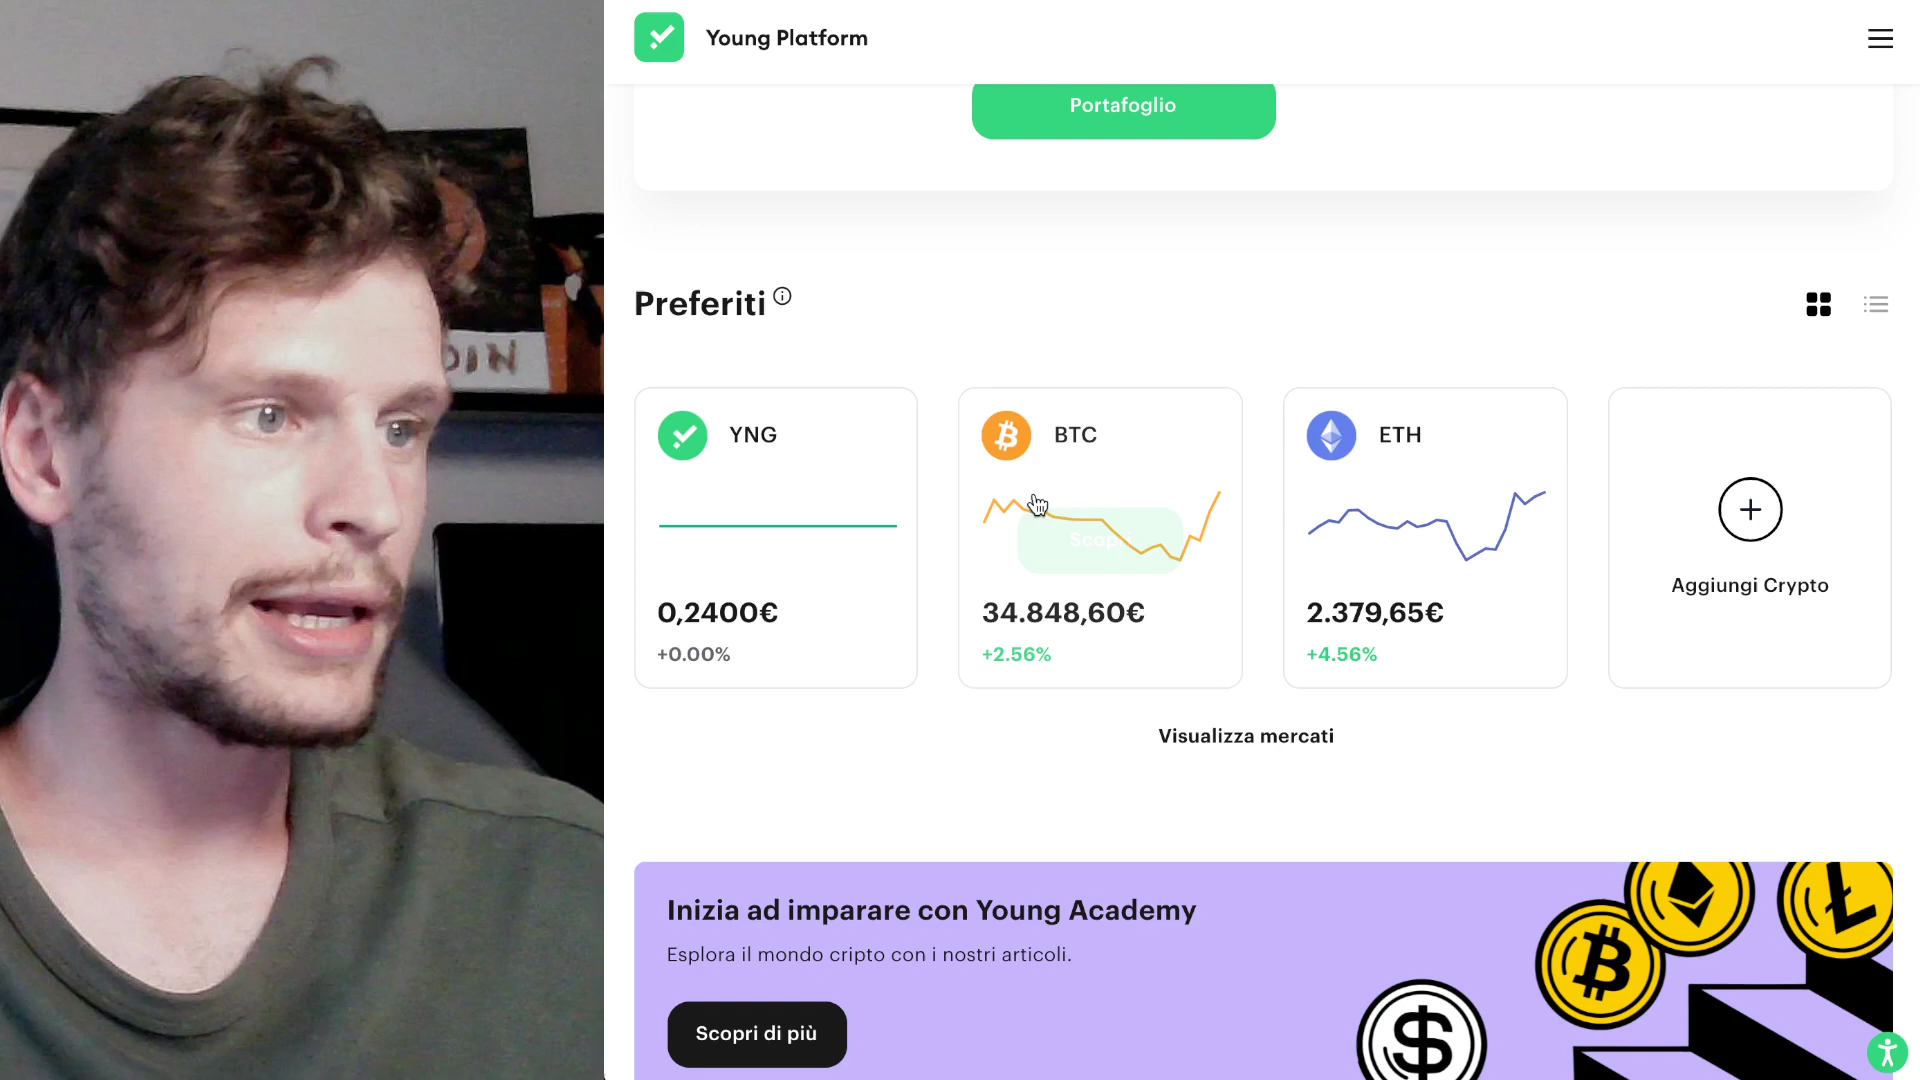 Young Platform
Portafoglio
Preferiti
YNG
BTC
ETH
0,2400€
34.848,60€
2.379,65€
Aggiungi Crypto
+0.00%
+2.56%
+4.56%
Visualizza mercati
Inizia ad imparare con Young Academy
Esplora il mondo cripto con i nostri articoli.
Scopri di più